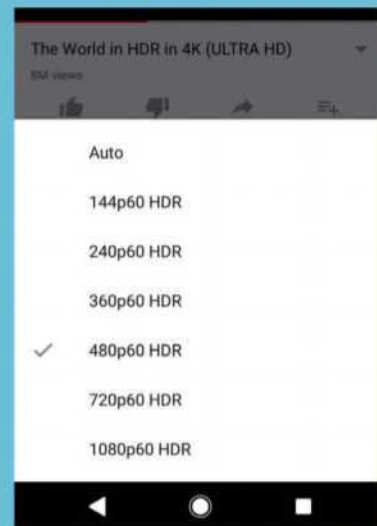 The World in HDR in 4K (ULTRA HD)
8M views
Auto
144p60 HDR
240p60 HDR
360p60 HDR
480p60 HDR
720p60 HDR
1080p60 HDR